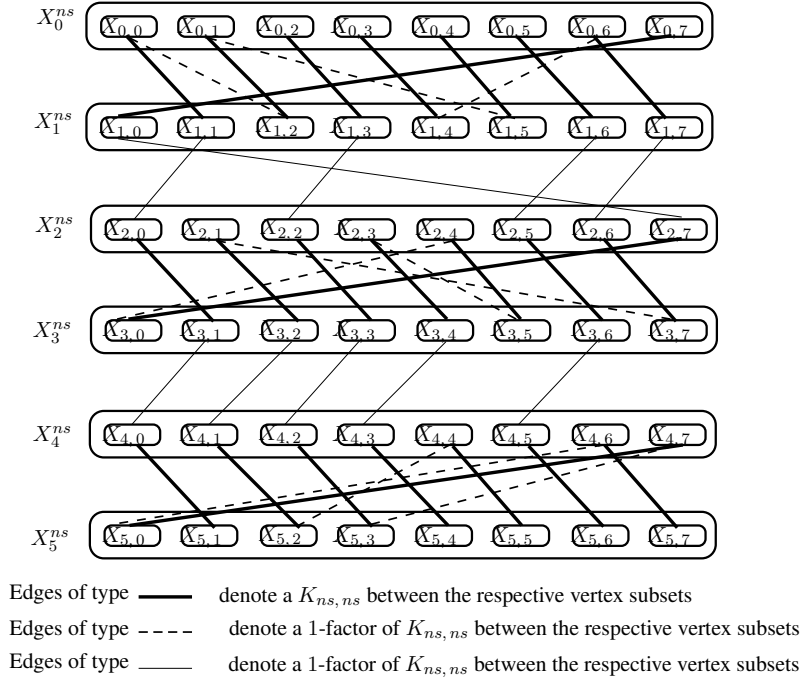 X_0^{ns} X_{0,0} X_{0,1} X_{0,2} X_{0,3} X_{0,4} X_{0,5} X_{0,6} X_{0,7}
X_1^{ns} X_{1,0} X_{1,1} X_{1,2} X_{1,3} X_{1,4} X_{1,5} X_{1,6} X_{1,7}
X_2^{ns} X_{2,0} X_{2,1} X_{2,2} X_{2,3} X_{2,4} X_{2,5} X_{2,6} X_{2,7}
X_3^{ns} X_{3,0} X_{3,1} X_{3,2} X_{3,3} X_{3,4} X_{3,5} X_{3,6} X_{3,7}
X_4^{ns} X_{4,0} X_{4,1} X_{4,2} X_{4,3} X_{4,4} X_{4,5} X_{4,6} X_{4,7}
X_5^{ns} X_{5,0} X_{5,1} X_{5,2} X_{5,3} X_{5,4} X_{5,5} X_{5,6} X_{5,7}
Edges of type denote a K_{ns,ns} between the respective vertex subsets
Edges of type denote a 1-factor of K_{ns,ns} between the respective vertex subsets
Edges of type denote a 1-factor of K_{ns,ns} between the respective vertex subsets